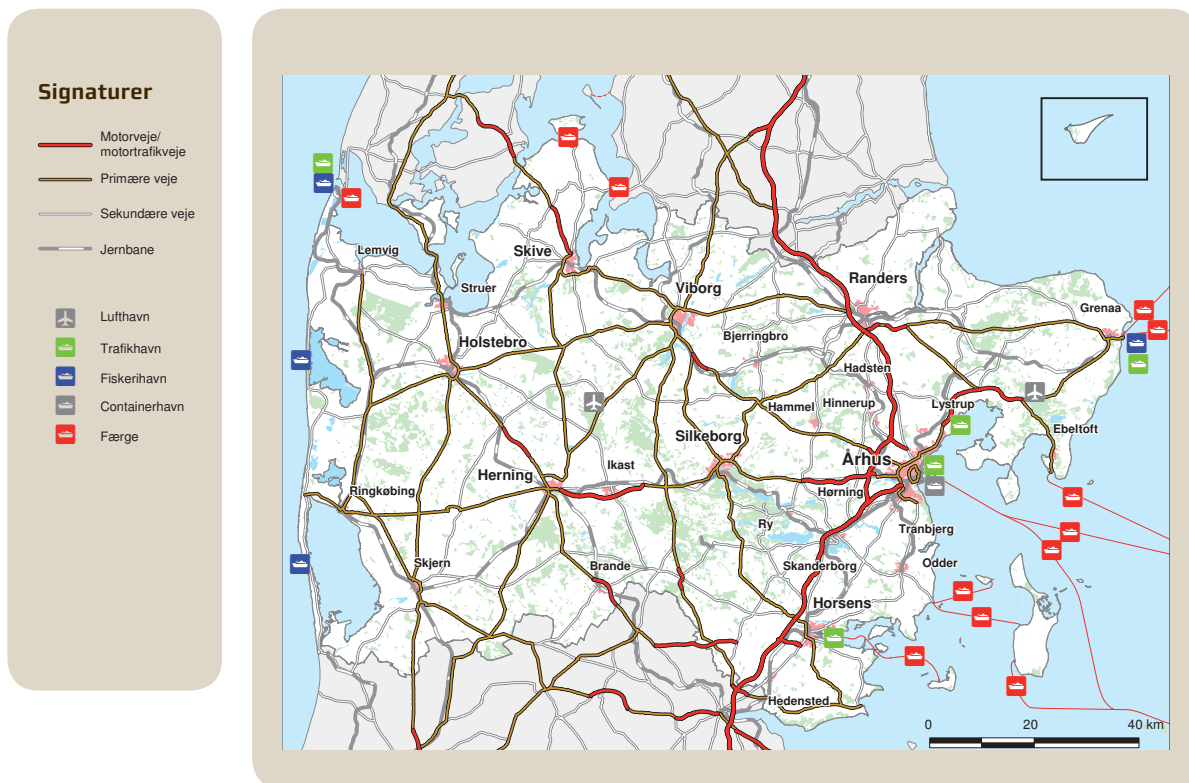 Signaturer
Motorveje/
motortrafikveje
Primære veje
Sekundære veje
Jernbane
Lufthavn
Trafikhavn
Fiskerihavn
Containerhavn
Færge
Lemvig
Skive
Struer
Viborg
Randers
Grenaa
Holstebro
Bjerringbro
Hadsten
Hammel
Hinnerup
Lystrup
Ebeltoft
Silkeborg
Århus
Herning
Ikast
Ringkøbing
Hørning
Ry
Tranbjerg
Skjern
Brande
Skanderborg
Odder
Horsens
Hedensted
0 20 40 km